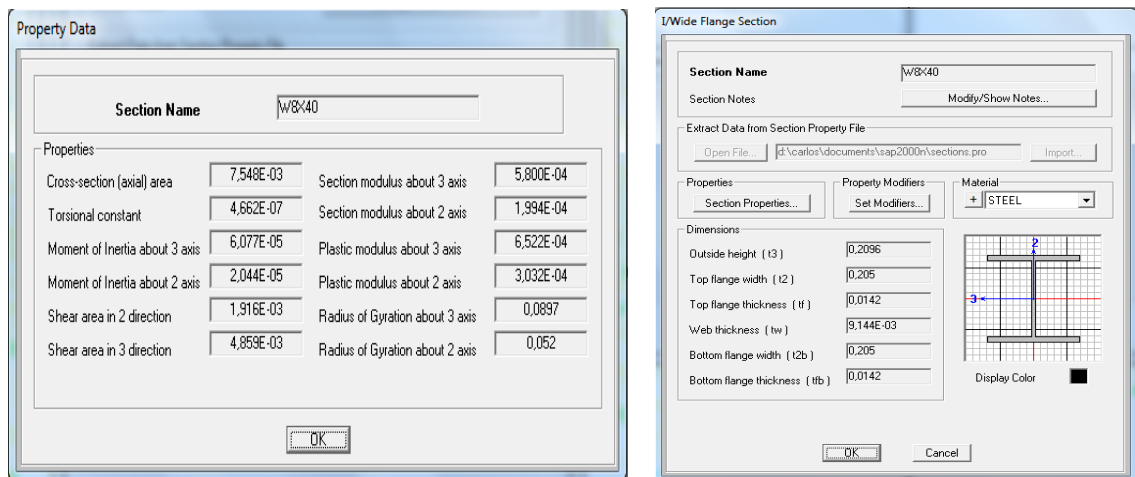 Property Data
Section Name W8X40
Properties
Cross-section (axial) area 7,548E-03 Section modulus about 3 axis 5,800E-04
Torsional constant 4,662E-07 Section modulus about 2 axis 1,994E-04
Moment of Inertia about 3 axis 6,077E-05 Plastic modulus about 3 axis 6,522E-04
Moment of Inertia about 2 axis 2,044E-05 Plastic modulus about 2 axis 3,032E-04
Shear area in 2 direction 1,916E-03 Radius of Gyration about 3 axis 0,0897
Shear area in 3 direction 4,859E-03 Radius of Gyration about 2 axis 0,052
OK
I/Wide Flange Section
Section Name W8X40
Section Notes Modify/Show Notes...
Extract Data from Section Property File
Open File... d:\carlos\documents\sap2000n\sections.pro Import...
Properties Property Modifiers Material
Section Properties... Set Modifiers... + STEEL
Dimensions
Outside height ( t3 ) 0,2096
Top flange width ( t2 ) 0,205
Top flange thickness ( tf ) 0,0142
Web thickness ( tw ) 9,144E-03
Bottom flange width ( t2b ) 0,205
Bottom flange thickness ( tfb ) 0,0142
2
3
Display Color
OK Cancel